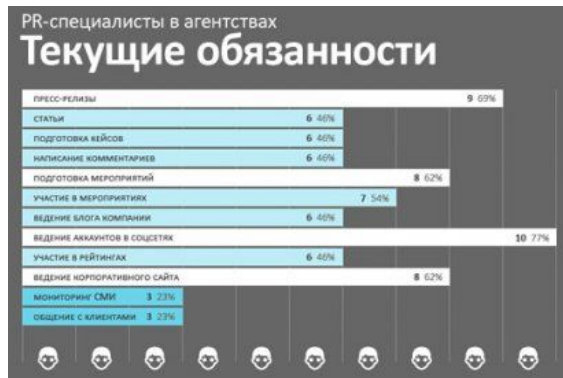 PR-специалисты в агентствах
Текущие обязанности
ПРЕСС-РЕЛИЗЫ 9 69%
СТАТЬИ 6 46%
ПОДГОТОВКА КЕЙСОВ 6 46%
НАПИСАНИЕ КОММЕНТАРИЕВ 6 46%
ПОДГОТОВКА МЕРОПРИЯТИЙ 8 62%
УЧАСТИЕ В МЕРОПРИЯТИЯХ 7 54%
ВЕДЕНИЕ БЛОГА КОМПАНИИ 6 46%
ВЕДЕНИЕ АККАУНТОВ В СОЦСЕТЯХ 10 77%
УЧАСТИЕ В РЕЙТИНГАХ 6 46%
ВЕДЕНИЕ КОРПОРАТИВНОГО САЙТА 8 62%
МОНИТОРИНГ СМИ 3 23%
ОБЩЕНИЕ С КЛИЕНТАМИ 3 23%